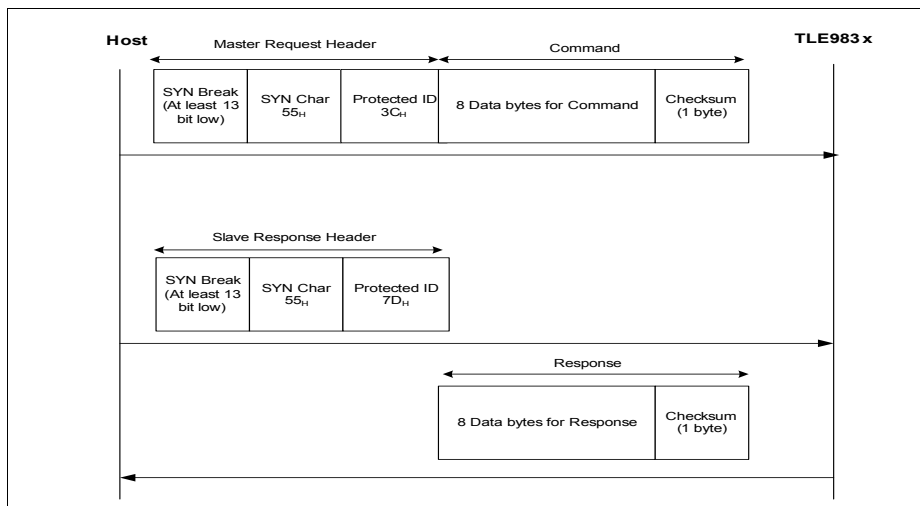 Host
Master Request Header
Command
TLE983x
SYN Break
(At least 13
bit low)
SYN Char
55H
Protected ID
3CH
8 Data bytes for Command
Checksum
(1 byte)
Slave Response Header
SYN Break
(At least 13
bit low)
SYN Char
55H
Protected ID
7DH
Response
8 Data bytes for Response
Checksum
(1 byte)